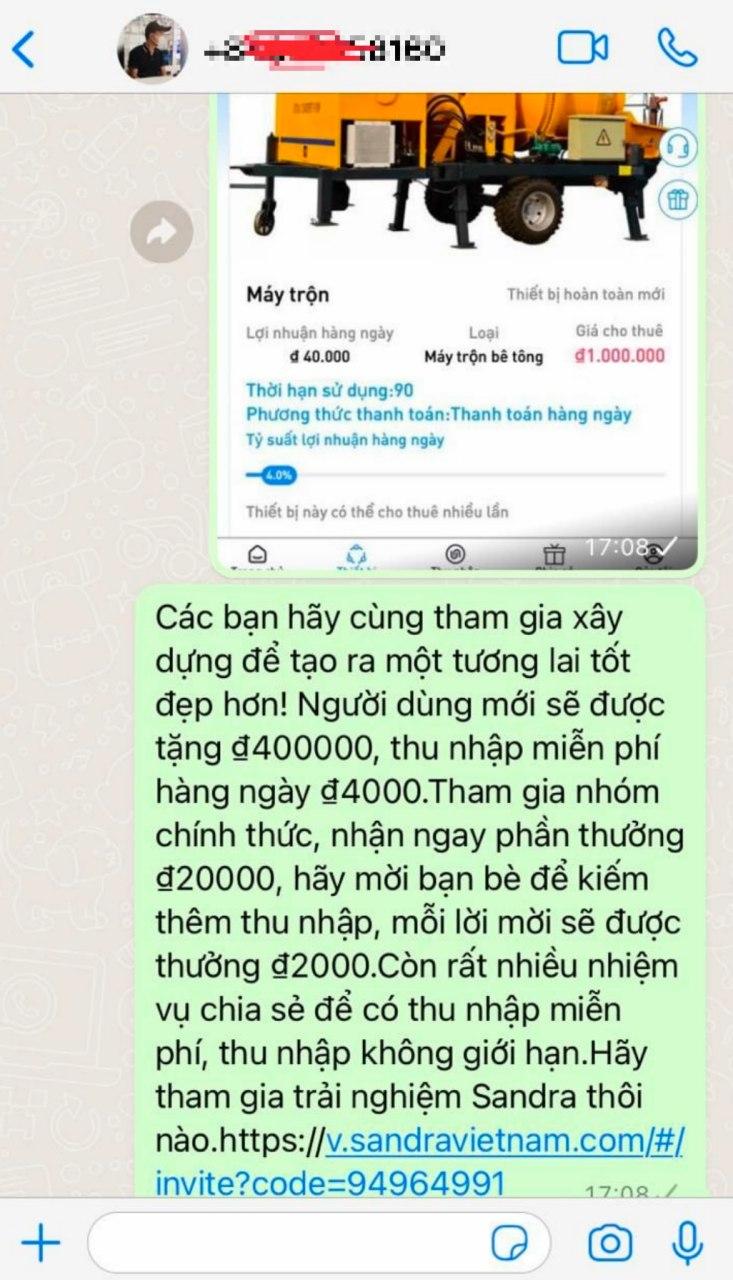 58160
Máy trộn
Thiết bị hoàn toàn mới
Lợi nhuận hàng ngày
Loại
Giá cho thuê
₫ 40.000
Máy trộn bê tông
₫1.000.000
Thời hạn sử dụng:90
Phương thức thanh toán:Thanh toán hàng ngày
Tỷ suất lợi nhuận hàng ngày
4.0%
Thiết bị này có thể cho thuê nhiều lần
17:08
Các bạn hãy cùng tham gia xây
dựng để tạo ra một tương lai tốt
đẹp hơn! Người dùng mới sẽ được
tặng ₫400000, thu nhập miễn phí
hàng ngày ₫4000.Tham gia nhóm
chính thức, nhận ngay phần thưởng
₫20000, hãy mời bạn bè để kiếm
thêm thu nhập, mỗi lời mời sẽ được
thưởng ₫2000.Còn rất nhiều nhiệm
vụ chia sẻ để có thu nhập miễn
phí, thu nhập không giới hạn.Hãy
tham gia trải nghiệm Sandra thôi
nào.https://v.sandravietnam.com/#/
invite?code=94964991
17:08